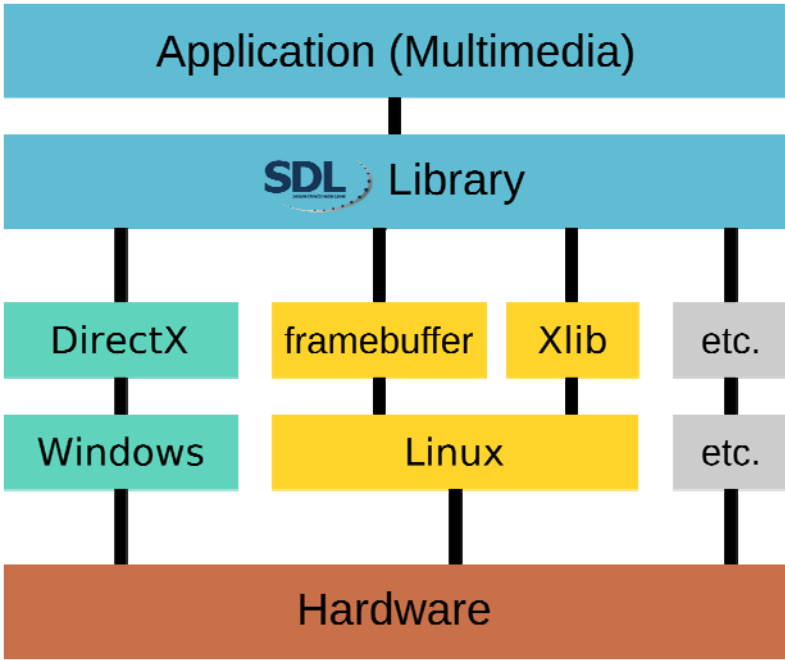 Application (Multimedia)
SDL Library
DirectX framebuffer Xlib etc.
Windows Linux etc.
Hardware